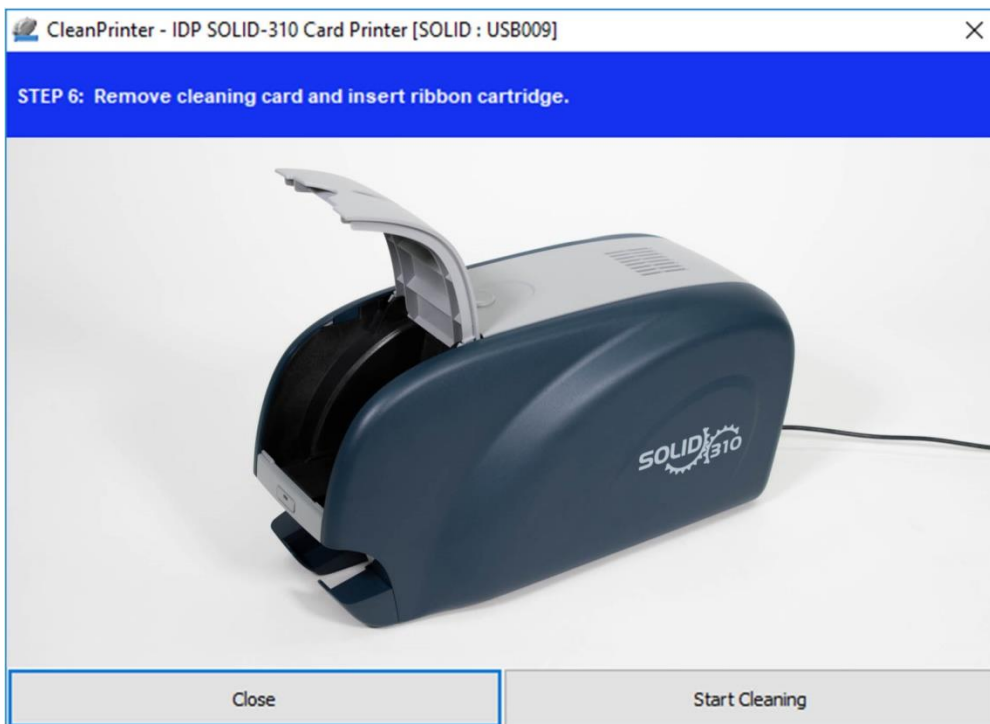 CleanPrinter - IDP SOLID-310 Card Printer [SOLID : USB009]
STEP 6: Remove cleaning card and insert ribbon cartridge.
SOLID 310
Close
Start Cleaning